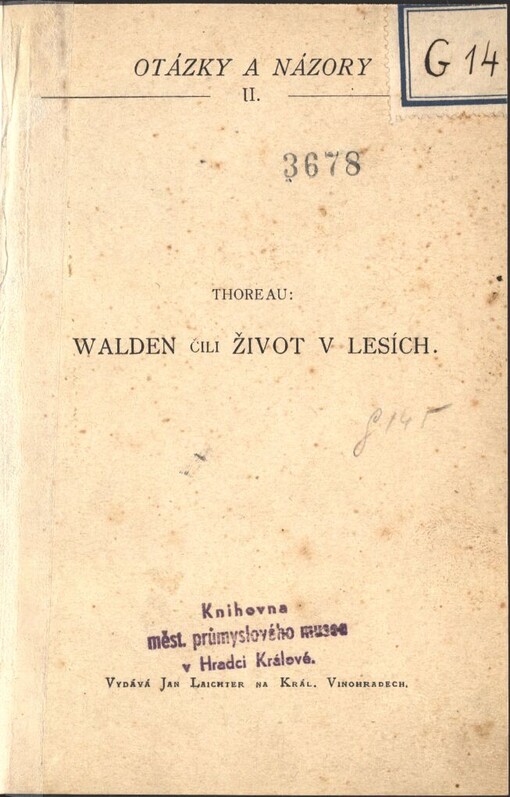 OTÁZKY A NÁZORY
II.
G 14
3678
THOREAU:
WALDEN ČILI ŽIVOT V LESÍCH.
Knihovna
měst. průmyslového musea
v Hradci Králové.
Vydává Jan Laichter na Král. Vinohradech.